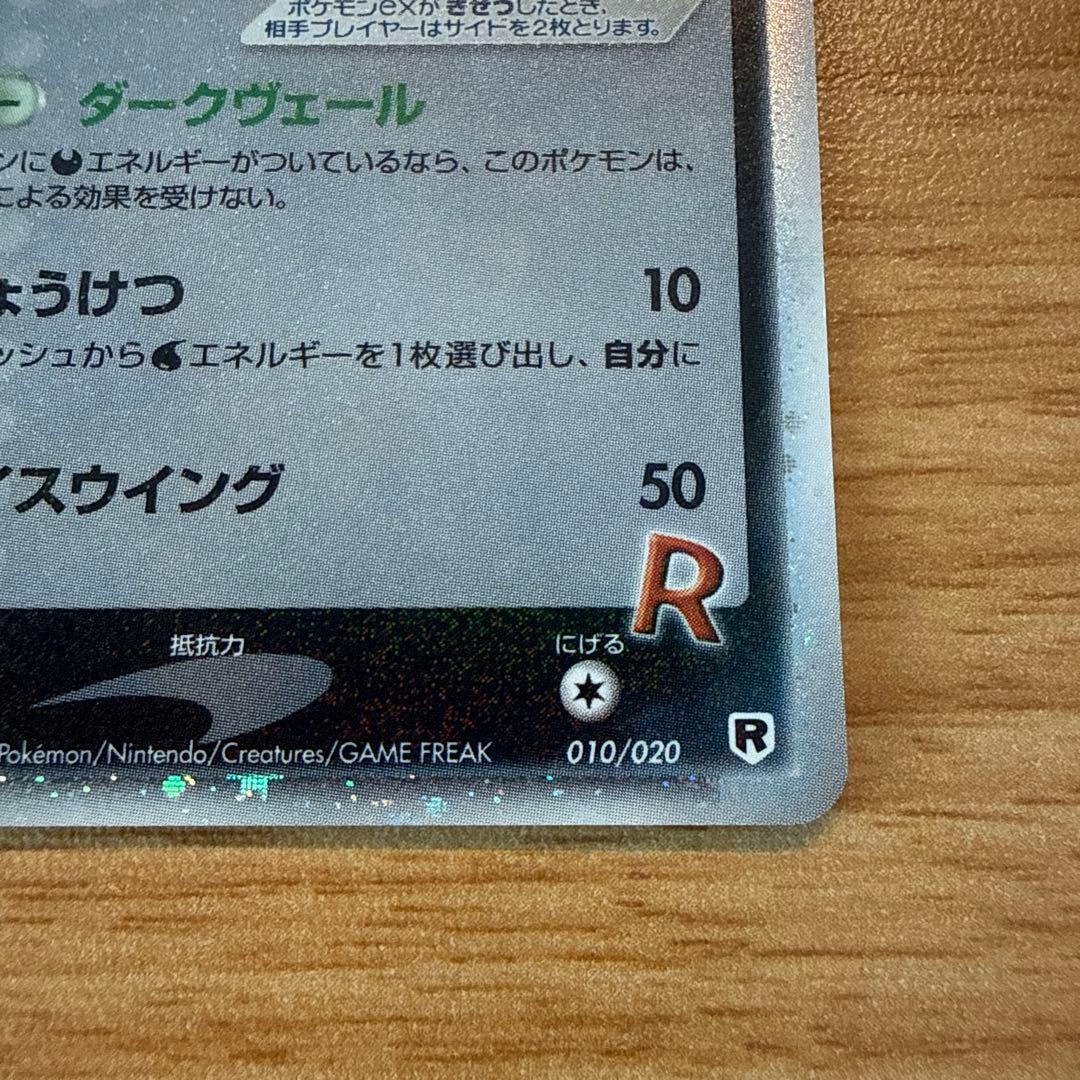 ポケモンexが きぜつしたとき、
相手プレイヤーはサイドを2枚とります。
ー ダークヴェール
ンに エネルギーがついているなら、このポケモンは、
による効果を受けない。
ょうけつ 10
ッシュから エネルギーを1枚選び出し、自分に
イスウイング 50
R
抵抗力 にげる
Pokémon/Nintendo/Creatures/GAME FREAK 010/020 R